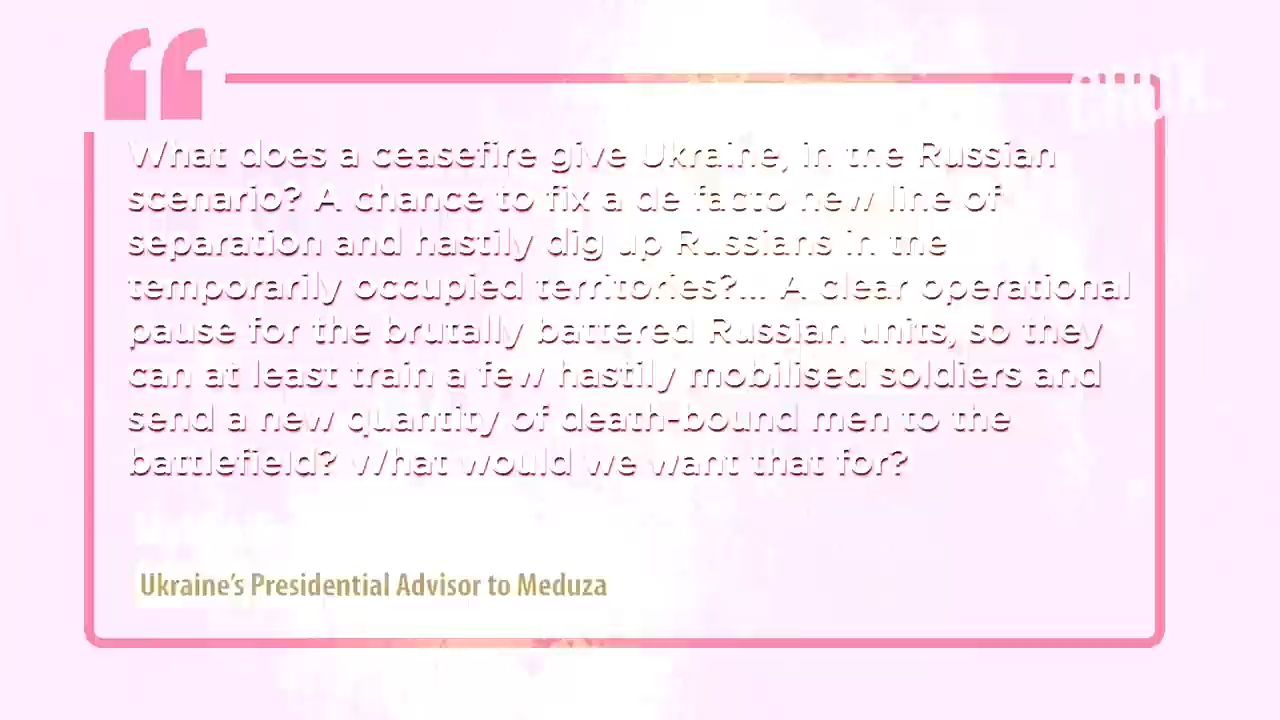 What does a ceasefire give Ukraine, in the Russian
scenario? A chance to fix a de facto new line of
separation and hastily dig up Russians in the
temporarily occupied territories?... A clear operational
pause for the brutally battered Russian units, so they
can at least train a few hastily mobilised soldiers and
send a new quantity of death-bound men to the
battlefield? What would we want that for?
Ukraine's Presidential Advisor to Meduza